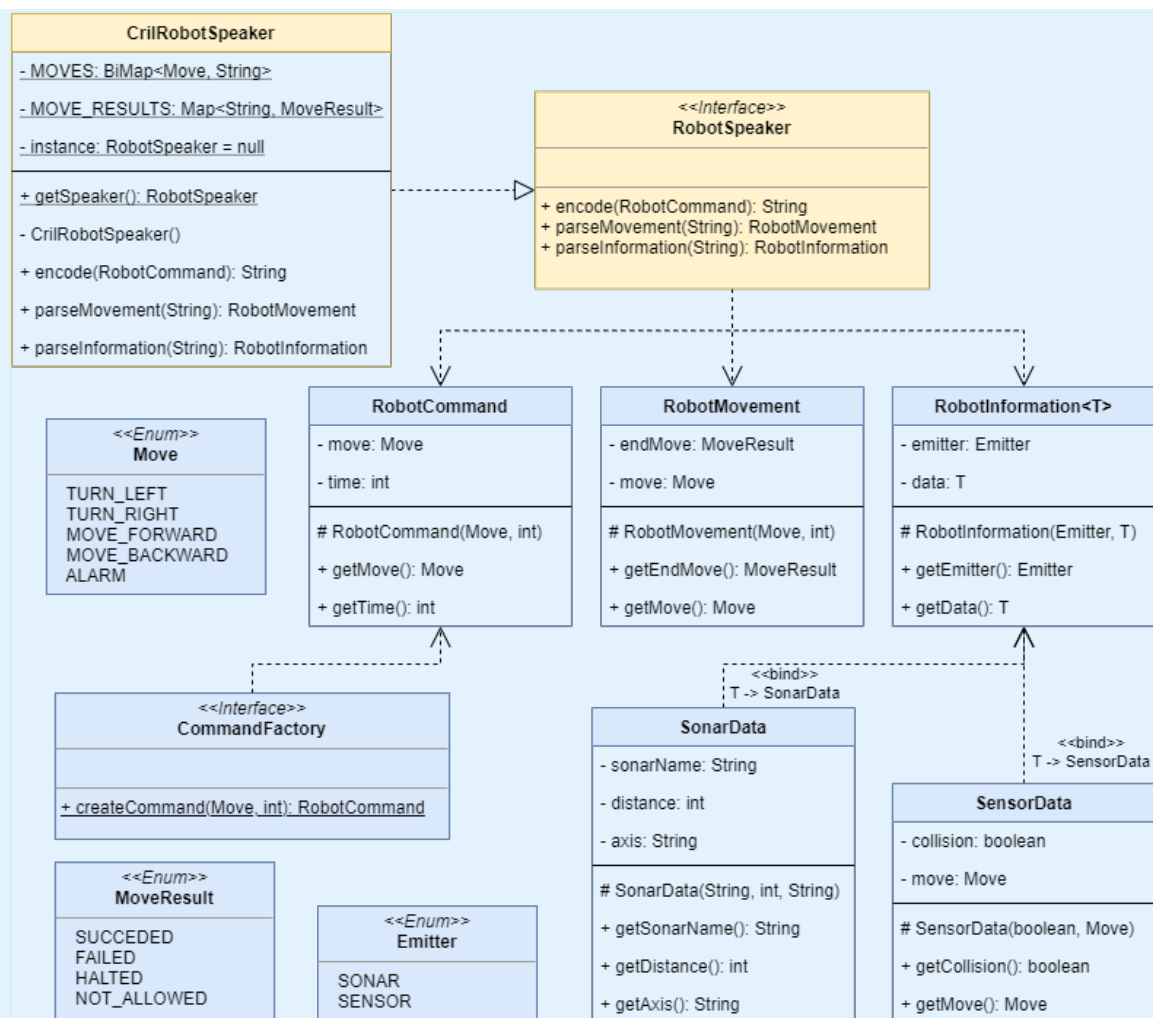 CrilRobotSpeaker
- MOVES: BiMap<Move, String>
- MOVE_RESULTS: Map<String, MoveResult>
- instance: RobotSpeaker = null
+ getSpeaker(): RobotSpeaker
- CrilRobotSpeaker()
+ encode(RobotCommand): String
+ parseMovement(String): RobotMovement
+ parseInformation(String): RobotInformation
<<Interface>>
RobotSpeaker
+ encode(RobotCommand): String
+ parseMovement(String): RobotMovement
+ parseInformation(String): RobotInformation
<<Enum>>
Move
TURN_LEFT
TURN_RIGHT
MOVE_FORWARD
MOVE_BACKWARD
ALARM
RobotCommand
- move: Move
- time: int
# RobotCommand(Move, int)
+ getMove(): Move
+ getTime(): int
RobotMovement
- endMove: MoveResult
- move: Move
# RobotMovement(Move, int)
+ getEndMove(): MoveResult
+ getMove(): Move
RobotInformation<T>
- emitter: Emitter
- data: T
# RobotInformation(Emitter, T)
+ getEmitter(): Emitter
+ getData(): T
<<Interface>>
CommandFactory
+ createCommand(Move, int): RobotCommand
<<bind>>
T -> SonarData
<<bind>>
T -> SensorData
<<Enum>>
MoveResult
SUCCEDED
FAILED
HALTED
NOT_ALLOWED
<<Enum>>
Emitter
SONAR
SENSOR
SonarData
- sonarName: String
- distance: int
- axis: String
# SonarData(String, int, String)
+ getSonarName(): String
+ getDistance(): int
+ getAxis(): String
SensorData
- collision: boolean
- move: Move
# SensorData(boolean, Move)
+ getCollision(): boolean
+ getMove(): Move